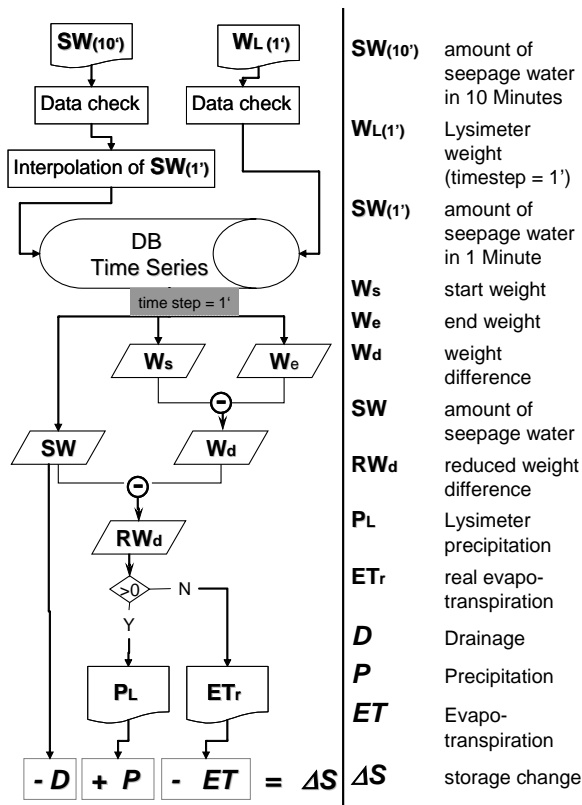 SW(10‘)
WL (1‘)
Data check
Data check
Interpolation of SW(1‘)
DB
Time Series
time step = 1‘
Ws
We
-
SW
Wd
-
RWd
>0
N
Y
PL
ETr
- D + P - ET = ΔS
SW(10’) amount of
seepage water
in 10 Minutes
WL(1’) Lysimeter
weight
(timestep = 1’)
SW(1’) amount of
seepage water
in 1 Minute
Ws start weight
We end weight
Wd weight
difference
SW amount of
seepage water
RWd reduced weight
difference
PL Lysimeter
precipitation
ETr real evapo-
transpiration
D Drainage
P Precipitation
ET Evapo-
transpiration
ΔS storage change